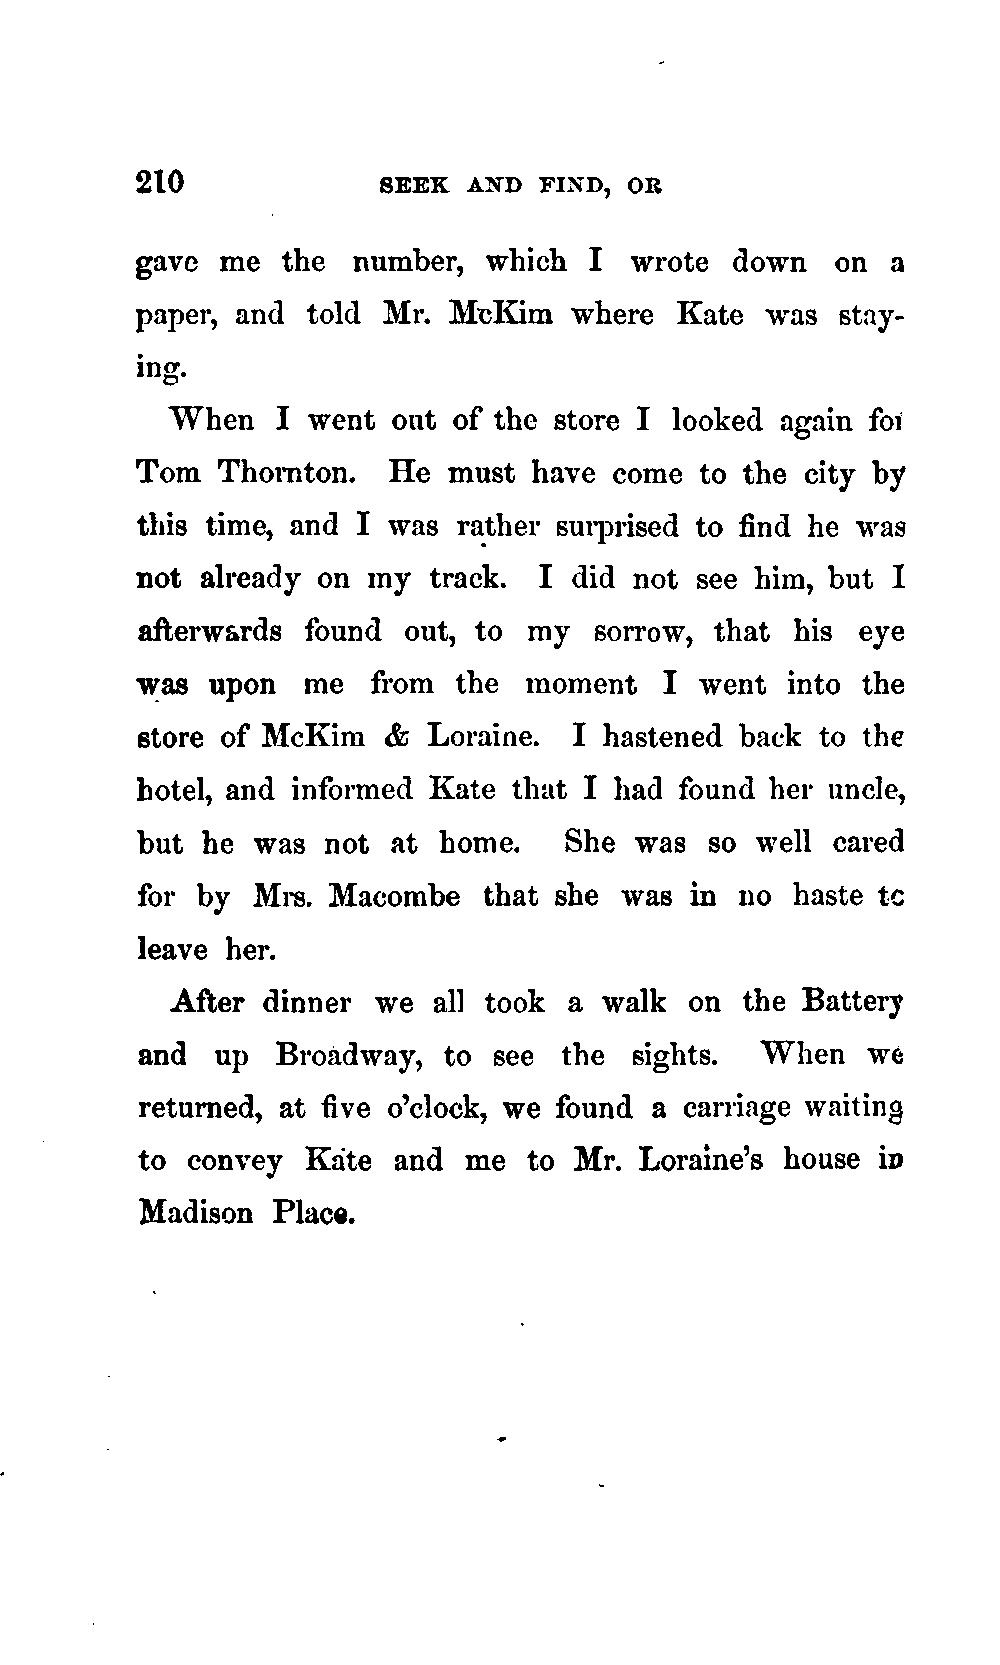 210 SEEK AND FIND, OR
gave me the number, which I wrote down on a
paper, and told Mr. McKim where Kate was stay-
ing.
When I went out of the store I looked again for
Tom Thornton. He must have come to the city by
this time, and I was rather surprised to find he was
not already on my track. I did not see him, but I
afterwards found out, to my sorrow, that his eye
was upon me from the moment I went into the
store of McKim & Loraine. I hastened back to the
hotel, and informed Kate that I had found her uncle,
but he was not at home. She was so well cared
for by Mrs. Macombe that she was in no haste to
leave her.
After dinner we all took a walk on the Battery
and up Broadway, to see the sights. When we
returned, at five o'clock, we found a carriage waiting
to convey Kate and me to Mr. Loraine's house in
Madison Place.